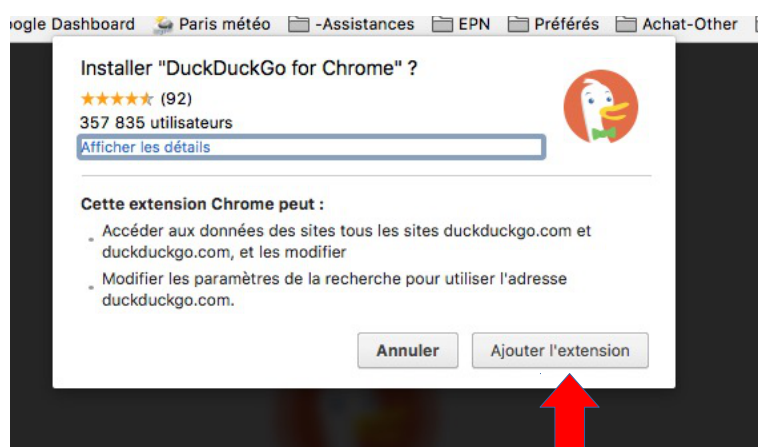 Dashboard Paris météo -Assistances EPN Préférés Achat-Other
Installer "DuckDuckGo for Chrome" ?
(92)
357 835 utilisateurs
Afficher les détails
Cette extension Chrome peut :
Accéder aux données des sites tous les sites duckduckgo.com et
duckduckgo.com, et les modifier
Modifier les paramètres de la recherche pour utiliser l'adresse
duckduckgo.com.
Annuler Ajouter l'extension